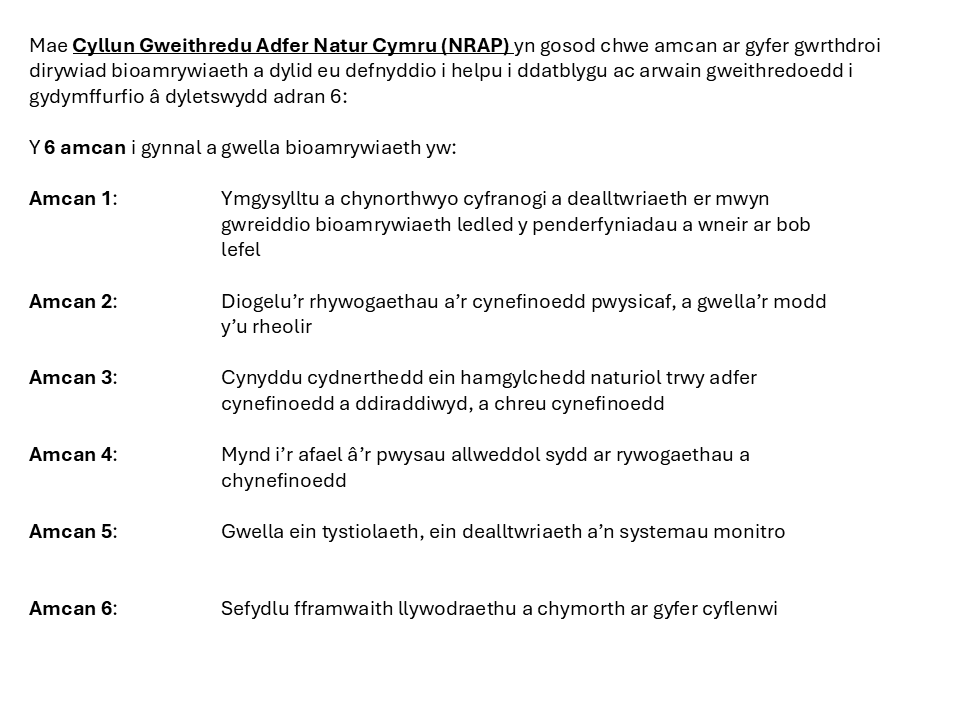 Mae Cyllun Gweithredu Adfer Natur Cymru (NRAP) yn gosod chwe amcan ar gyfer gwrthdroi
dirywiad bioamrywiaeth a dylid eu defnyddio i helpu i ddatblygu ac arwain gweithredoedd i
gydymffurfio â dyletswydd adran 6:
Y 6 amcan i gynnal a gwella bioamrywiaeth yw:
Amcan 1: Ymgysylltu a chynorthwyo cyfranogi a dealltwriaeth er mwyn
gwreiddio bioamrywiaeth ledled y penderfyniadau a wneir ar bob
lefel
Amcan 2: Diogelu’r rhywogaethau a’r cynefinoedd pwysicaf, a gwella’r modd
y’u rheolir
Amcan 3: Cynyddu cydnerthedd ein hamgylchedd naturiol trwy adfer
cynefinoedd a ddiraddiwyd, a chreu cynefinoedd
Amcan 4: Mynd i’r afael â’r pwysau allweddol sydd ar rywogaethau a
chynefinoedd
Amcan 5: Gwella ein tystiolaeth, ein dealltwriaeth a’n systemau monitro
Amcan 6: Sefydlu fframwaith llywodraethu a chymorth ar gyfer cyflenwi